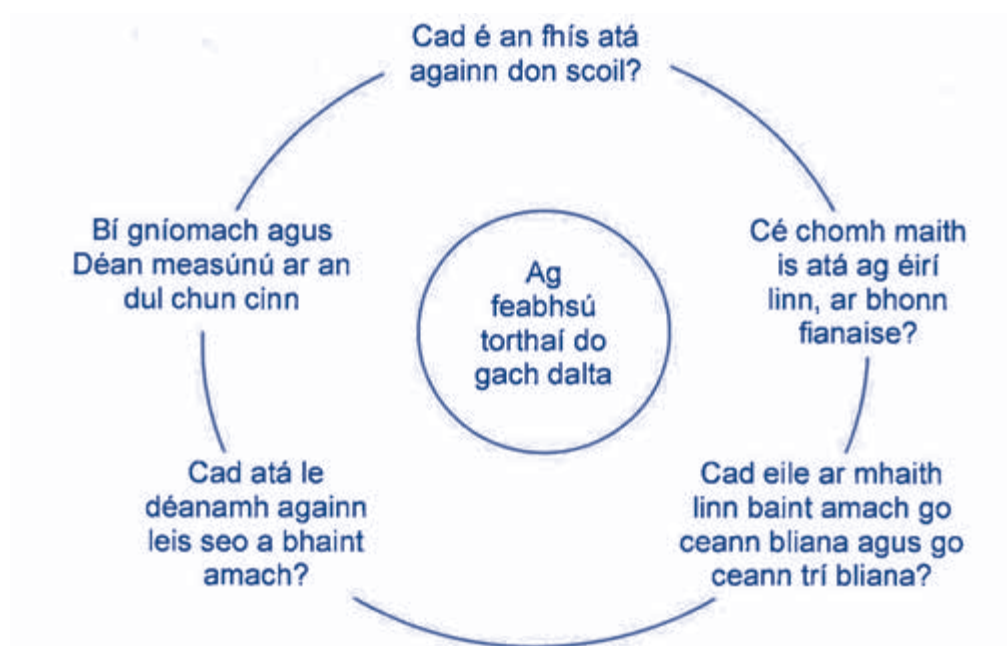 Cad é an fhís atá
againn don scoil?
Cé chomh maith
is atá ag éirí
linn, ar bhonn
fianaise?
Cad eile ar mhaith
linn baint amach go
ceann bliana agus go
ceann trí bliana?
Cad atá le
déanamh againn
leis seo a bhaint
amach?
Bí gníomach agus
Déan measúnú ar an
dul chun cinn
Ag
feabhsú
torthaí do
gach dalta